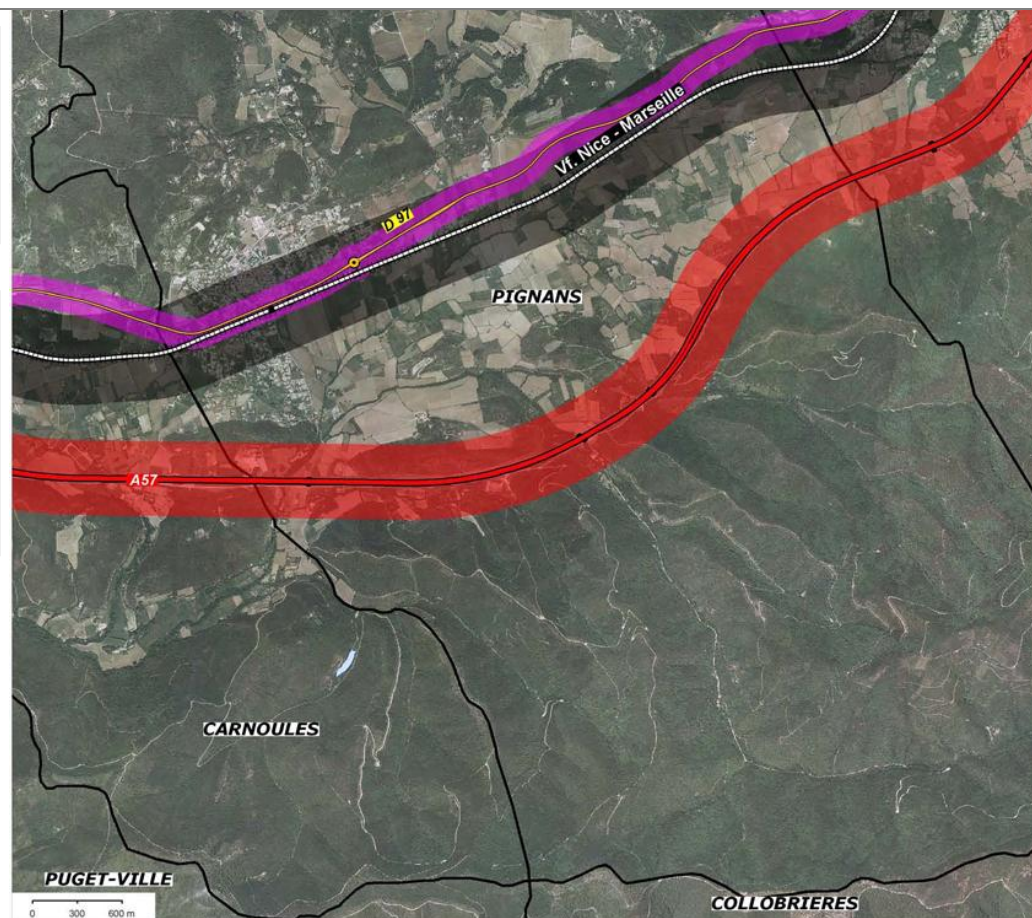 Vf. Nice - Marseille
D 97
PIGNANS
A57
CARNOULES
PUGET-VILLE
COLLOBRIERES
0 300 600 m